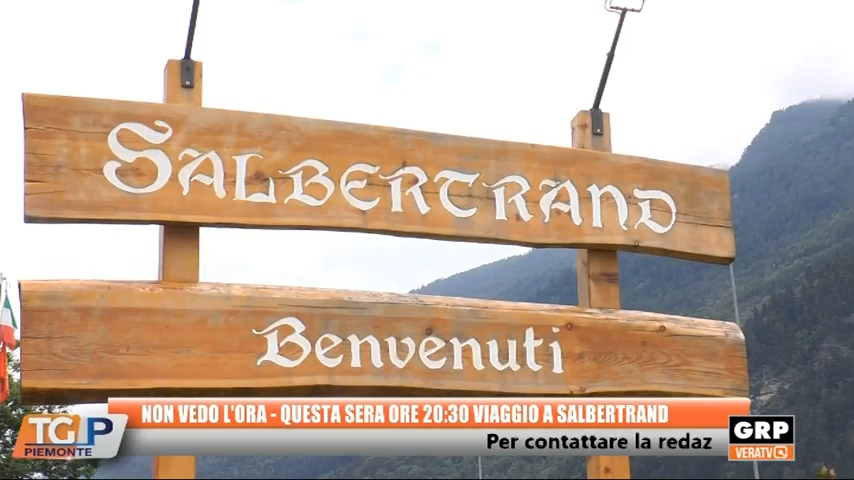 SALBERTRAND
Benvenuti
NON VEDO L'ORA - QUESTA SERA ORE 20:30 VIAGGIO A SALBERTRAND
Per contattare la redaz
TGP
PIEMONTE
GRP
VERATV